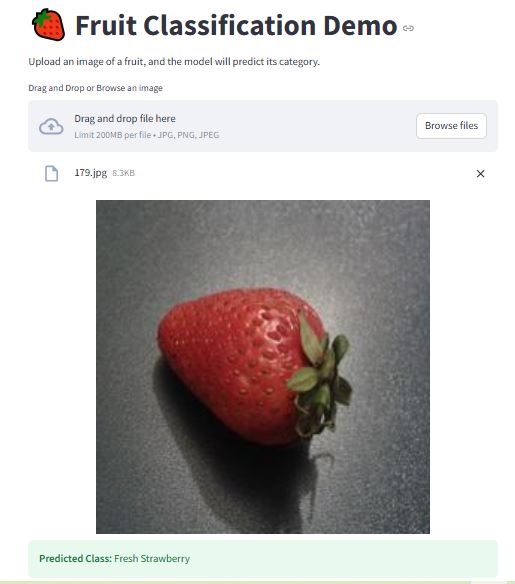 Fruit Classification Demo
Upload an image of a fruit, and the model will predict its category.
Drag and Drop or Browse an image
Drag and drop file here
Limit 200MB per file • JPG, PNG, JPEG
Browse files
179.jpg 8.3KB
Predicted Class: Fresh Strawberry